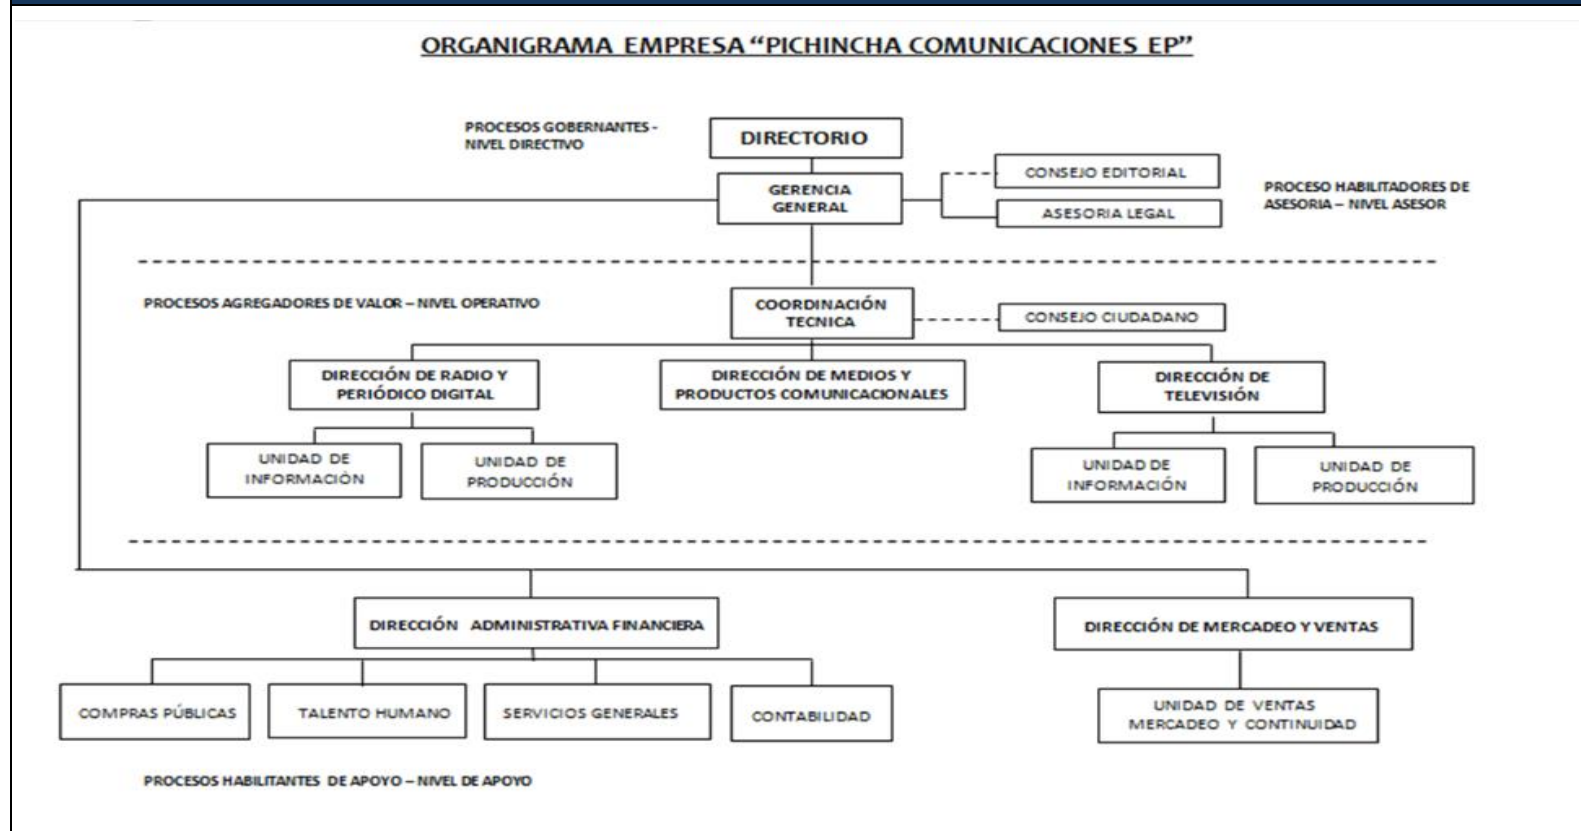 ORGANIGRAMA EMPRESA “PICHINCHA COMUNICACIONES EP”
PROCESOS GOBERNANTES -
NIVEL DIRECTIVO
DIRECTORIO
GERENCIA
GENERAL
CONSEJO EDITORIAL
ASESORIA LEGAL
PROCESO HABILITADORES DE
ASESORIA – NIVEL ASESOR
PROCESOS AGREGADORES DE VALOR – NIVEL OPERATIVO
COORDINACIÓN
TECNICA
CONSEJO CIUDADANO
DIRECCIÓN DE RADIO Y
PERIÓDICO DIGITAL
DIRECCIÓN DE MEDIOS Y
PRODUCTOS COMUNICACIONALES
DIRECCIÓN DE
TELEVISIÓN
UNIDAD DE
INFORMACIÒN
UNIDAD DE
PRODUCCIÓN
UNIDAD DE
INFORMACIÓN
UNIDAD DE
PRODUCCIÓN
DIRECCIÓN ADMINISTRATIVA FINANCIERA
DIRECCIÓN DE MERCADEO Y VENTAS
COMPRAS PÚBLICAS
TALENTO HUMANO
SERVICIOS GENERALES
CONTABILIDAD
UNIDAD DE VENTAS
MERCADEO Y CONTINUIDAD
PROCESOS HABILITANTES DE APOYO – NIVEL DE APOYO